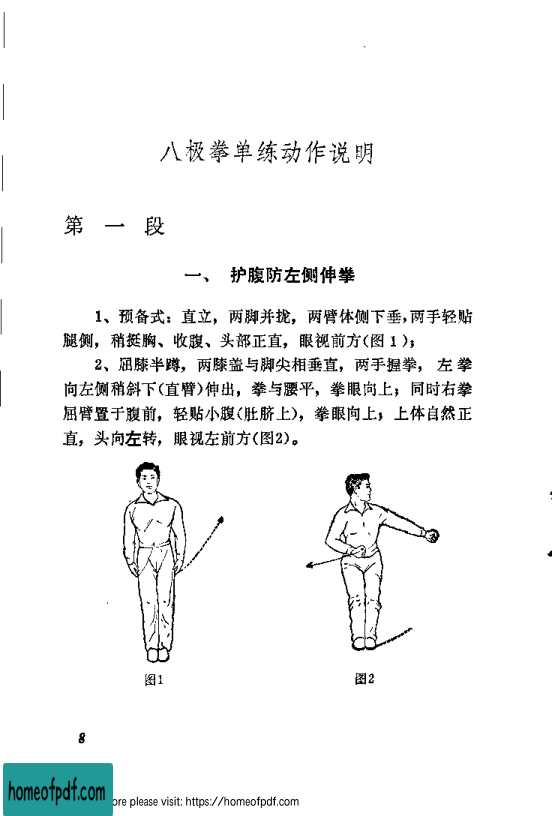 八极拳单练动作说明
第一段
一、护腹防左侧伸拳
1、预备式：直立，两脚并拢，两臂体侧下垂，两手轻贴
腿侧，稍挺胸、收腹、头部正直，眼视前方(图1)；
2、屈膝半蹲，两膝盖与脚尖相垂直，两手握拳，左拳
向左侧稍斜下(直臂)伸出，拳与腰平，拳眼向上；同时右拳
屈臂置于腹前，轻贴小腹(肚脐上)，拳眼向上；上体自然正
直，头向左转，眼视左前方(图2)。
图1
图2
8
homeofpdf.com
ore please visit: https://homeofpdf.com